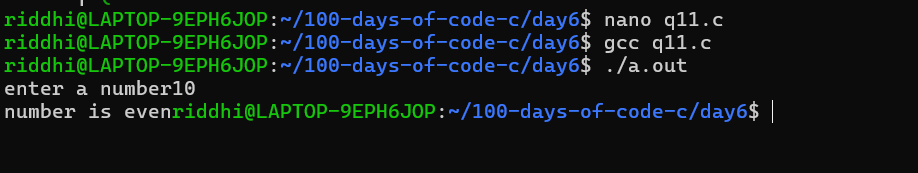 riddhi@LAPTOP-9EPH6JOP:~/100-days-of-code-c/day6$ nano q11.c
riddhi@LAPTOP-9EPH6JOP:~/100-days-of-code-c/day6$ gcc q11.c
riddhi@LAPTOP-9EPH6JOP:~/100-days-of-code-c/day6$ ./a.out
enter a number10
number is evenriddhi@LAPTOP-9EPH6JOP:~/100-days-of-code-c/day6$